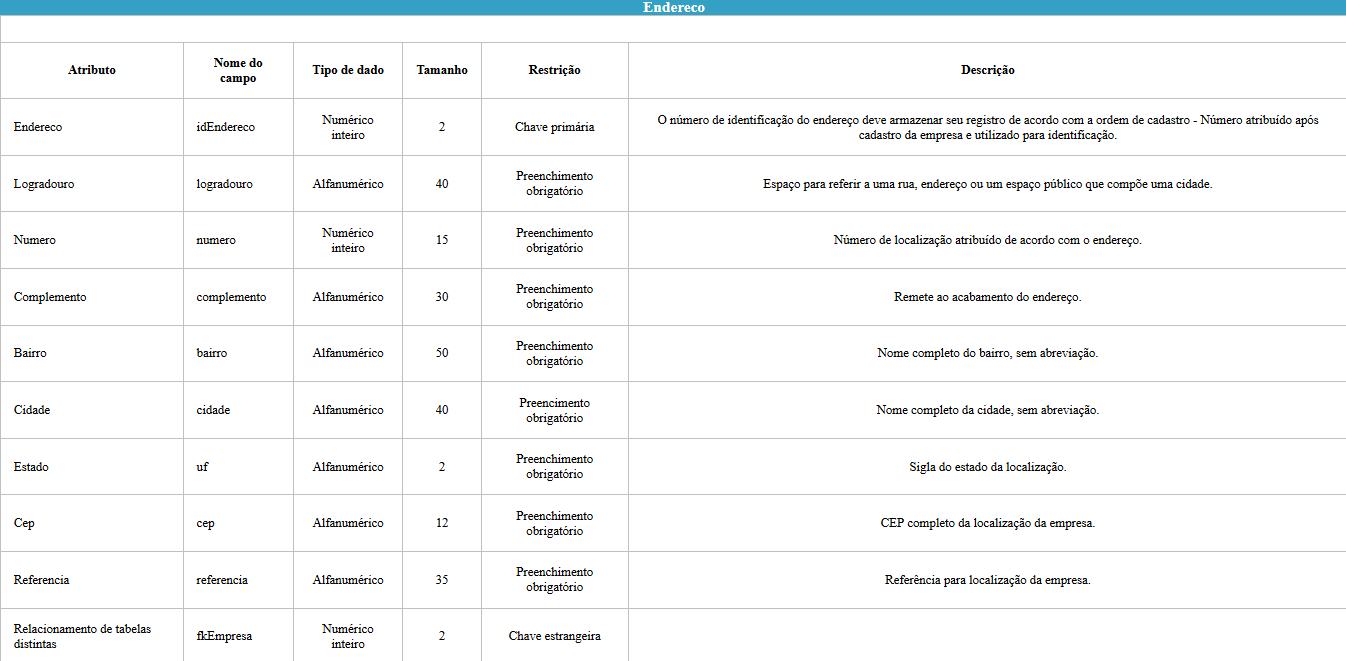 Endereco
Atributo
Nome do
campo
Tipo de dado
Tamanho
Restrição
Descrição
Endereco
idEndereco
Numérico
inteiro
2
Chave primária
O número de identificação do endereço deve armazenar seu registro de acordo com a ordem de cadastro - Número atribuído após
cadastro da empresa e utilizado para identificação.
Logradouro
logradouro
Alfanumérico
40
Preenchimento
obrigatório
Espaço para referir a uma rua, endereço ou um espaço público que compõe uma cidade.
Numero
numero
Numérico
inteiro
15
Preenchimento
obrigatório
Número de localização atribuído de acordo com o endereço.
Complemento
complemento
Alfanumérico
30
Preenchimento
obrigatório
Remete ao acabamento do endereço.
Bairro
bairro
Alfanumérico
50
Preenchimento
obrigatório
Nome completo do bairro, sem abreviação.
Cidade
cidade
Alfanumérico
40
Preencimento
obrigatório
Nome completo da cidade, sem abreviação.
Estado
uf
Alfanumérico
2
Preenchimento
obrigatório
Sigla do estado da localização.
Cep
cep
Alfanumérico
12
Preenchimento
obrigatório
CEP completo da localização da empresa.
Referencia
referencia
Alfanumérico
35
Preenchimento
obrigatório
Referência para localização da empresa.
Relacionamento de tabelas
distintas
fkEmpresa
Numérico
inteiro
2
Chave estrangeira